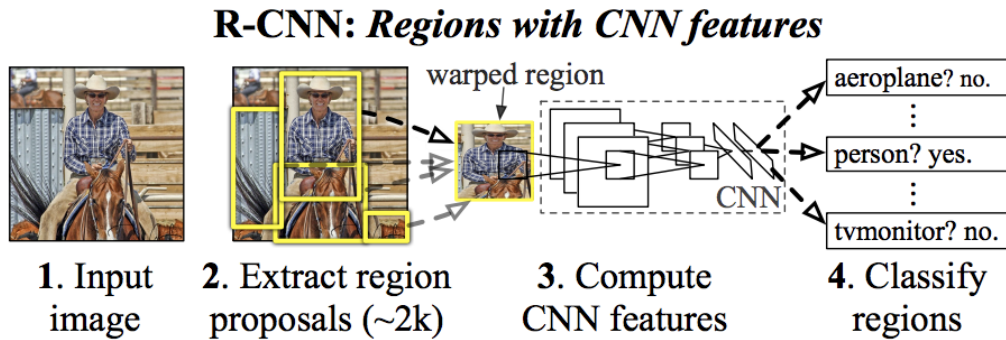 R-CNN: Regions with CNN features
warped region
aeroplane? no.
person? yes.
CNN
tvmonitor? no.
1. Input
image
2. Extract region
proposals (~2k)
3. Compute
CNN features
4. Classify
regions